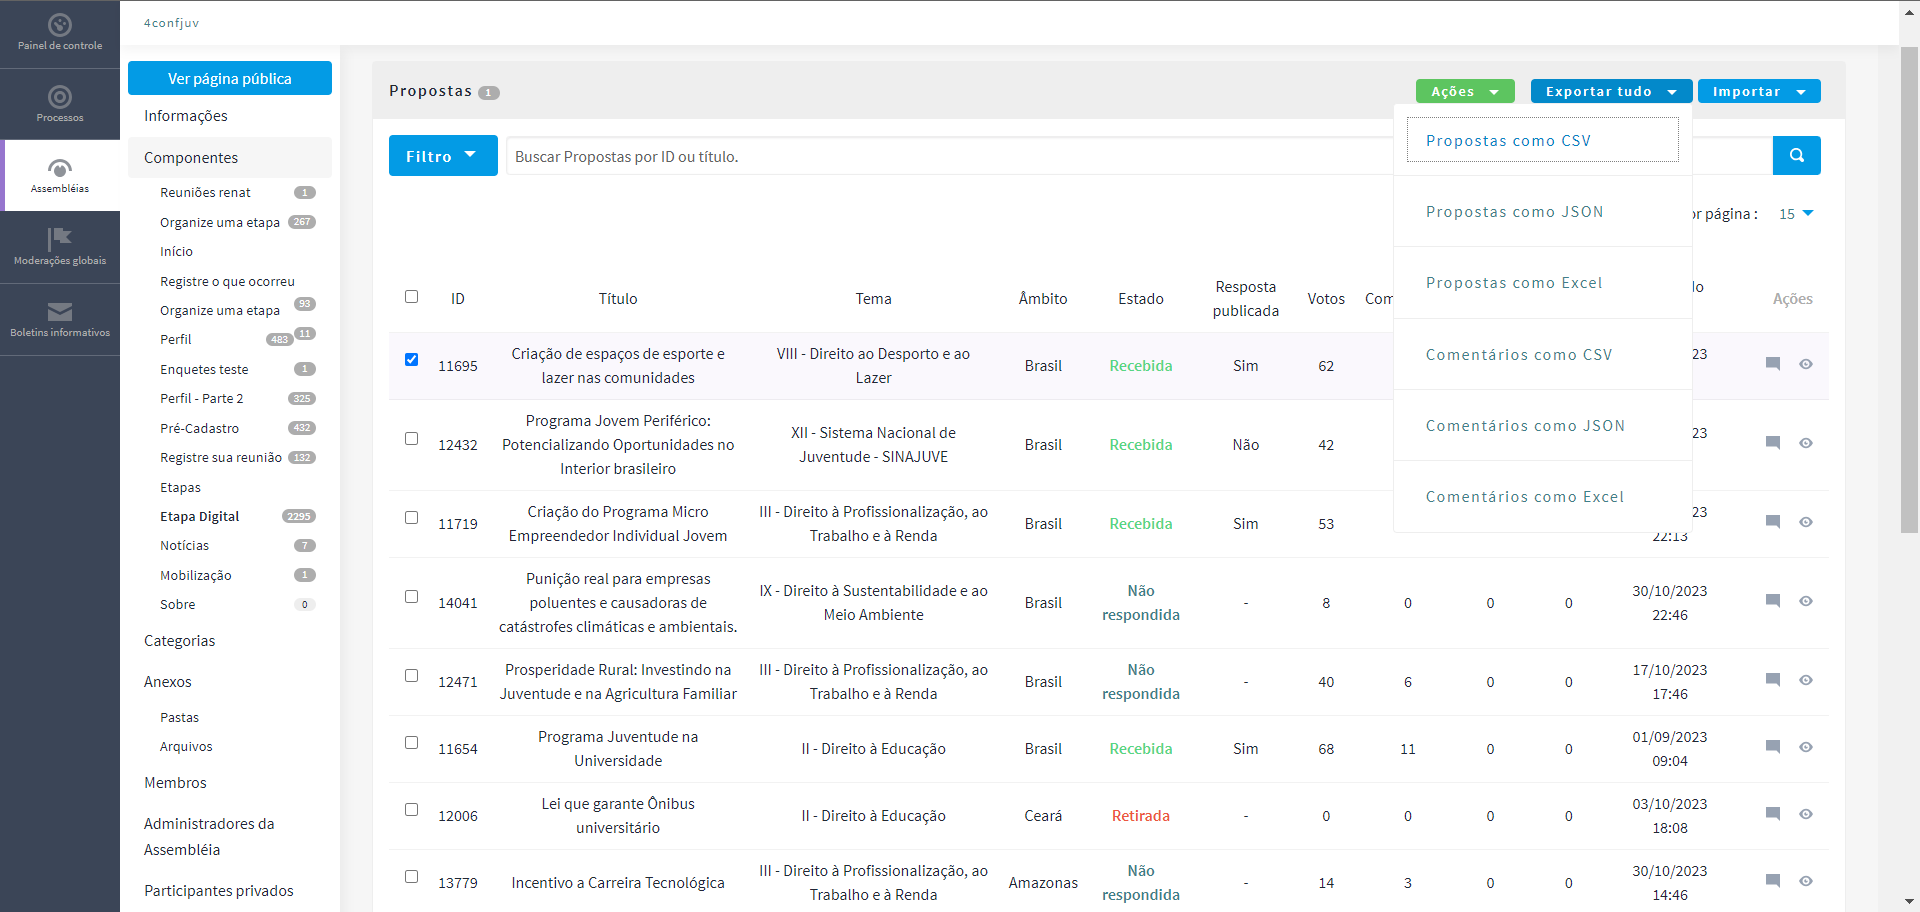 4confjuv
Painel de controle
Processos
Assembléias
Moderações globais
Boletins informativos
Ver página pública
Informações
Componentes
Reuniões renat 1
Organize uma etapa 267
Início
Registre o que ocorreu
93
Organize uma etapa
11
Perfil 483
Enquetes teste 1
Perfil - Parte 2 325
Pré-Cadastro 432
Registre sua reunião 132
Etapas
Etapa Digital 2295
Notícias 7
Mobilização 1
Sobre 0
Categorias
Anexos
Pastas
Arquivos
Membros
Administradores da
Assembléia
Participantes privados
Propostas 1
Ações Exportar tudo Importar
Filtro Buscar Propostas por ID ou título.
Propostas como CSV
Propostas como JSON
Propostas como Excel
Comentários como CSV
Comentários como JSON
Comentários como Excel
por página : 15
ID Título Tema Âmbito Estado Resposta publicada Votos Com Ações
11695 Criação de espaços de esporte e lazer nas comunidades VIII - Direito ao Desporto e ao Lazer Brasil Recebida Sim 62
12432 Programa Jovem Periférico: Potencializando Oportunidades no Interior brasileiro XII - Sistema Nacional de Juventude - SINAJUVE Brasil Recebida Não 42
11719 Criação do Programa Micro Empreendedor Individual Jovem III - Direito à Profissionalização, ao Trabalho e à Renda Brasil Recebida Sim 53 22:13
14041 Punição real para empresas poluentes e causadoras de catástrofes climáticas e ambientais. IX - Direito à Sustentabilidade e ao Meio Ambiente Brasil Não respondida - 8 0 0 0 30/10/2023 22:46
12471 Prosperidade Rural: Investindo na Juventude e na Agricultura Familiar III - Direito à Profissionalização, ao Trabalho e à Renda Brasil Não respondida - 40 6 0 0 17/10/2023 17:46
11654 Programa Juventude na Universidade II - Direito à Educação Brasil Recebida Sim 68 11 0 0 01/09/2023 09:04
12006 Lei que garante Ônibus universitário II - Direito à Educação Ceará Retirada - 0 0 0 0 03/10/2023 18:08
13779 Incentivo a Carreira Tecnológica III - Direito à Profissionalização, ao Trabalho e à Renda Amazonas Não respondida - 14 3 0 0 30/10/2023 14:46